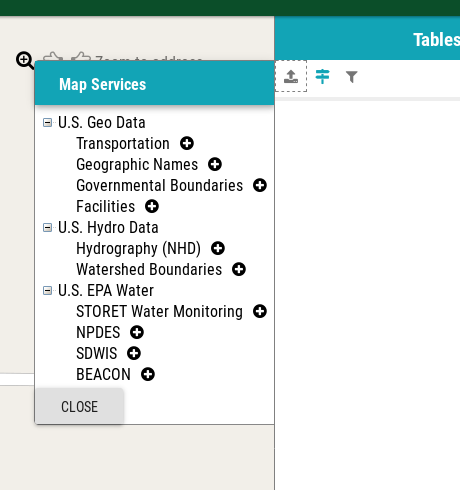 Tables
Zoom to address
Map Services
U.S. Geo Data
Transportation
Geographic Names
Governmental Boundaries
Facilities
U.S. Hydro Data
Hydrography (NHD)
Watershed Boundaries
U.S. EPA Water
STORET Water Monitoring
NPDES
SDWIS
BEACON
CLOSE